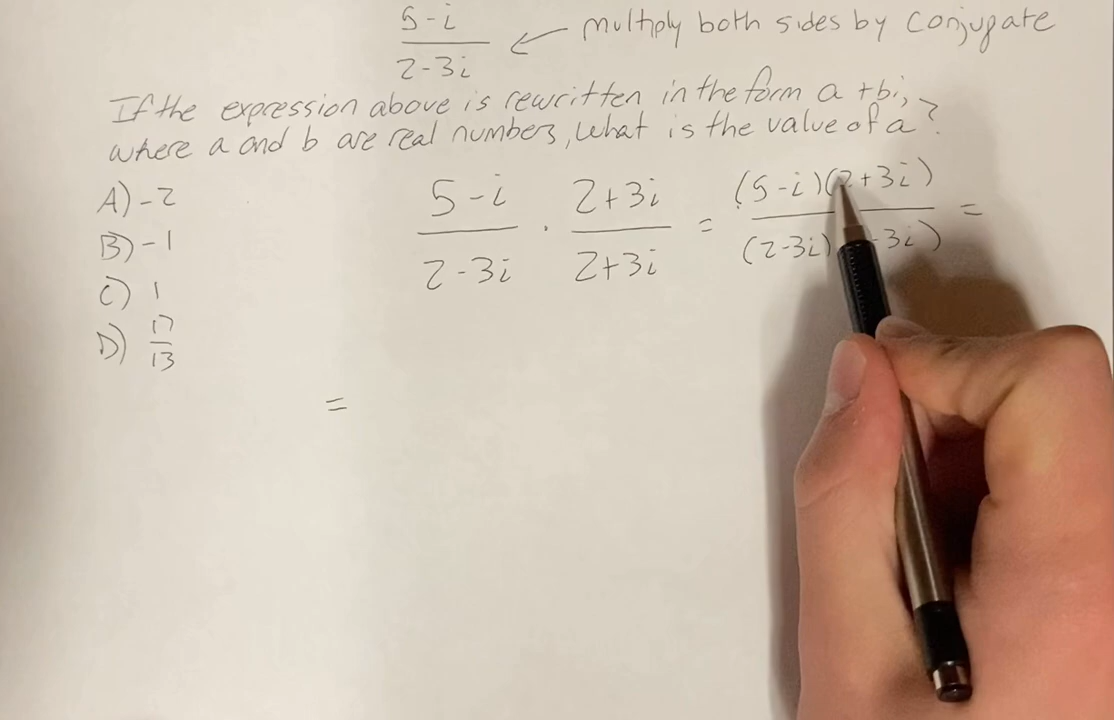 5-i
2-3i
← multiply both sides by conjugate
If the expression above is rewritten in the form a + bi,
where a and b are real numbers, what is the value of a?
A) -2
B) -1
C) 1
D) 17/13
5-i / 2-3i · 2+3i / 2+3i = (5-i)(2+3i) / (2-3i) 3i) =
=